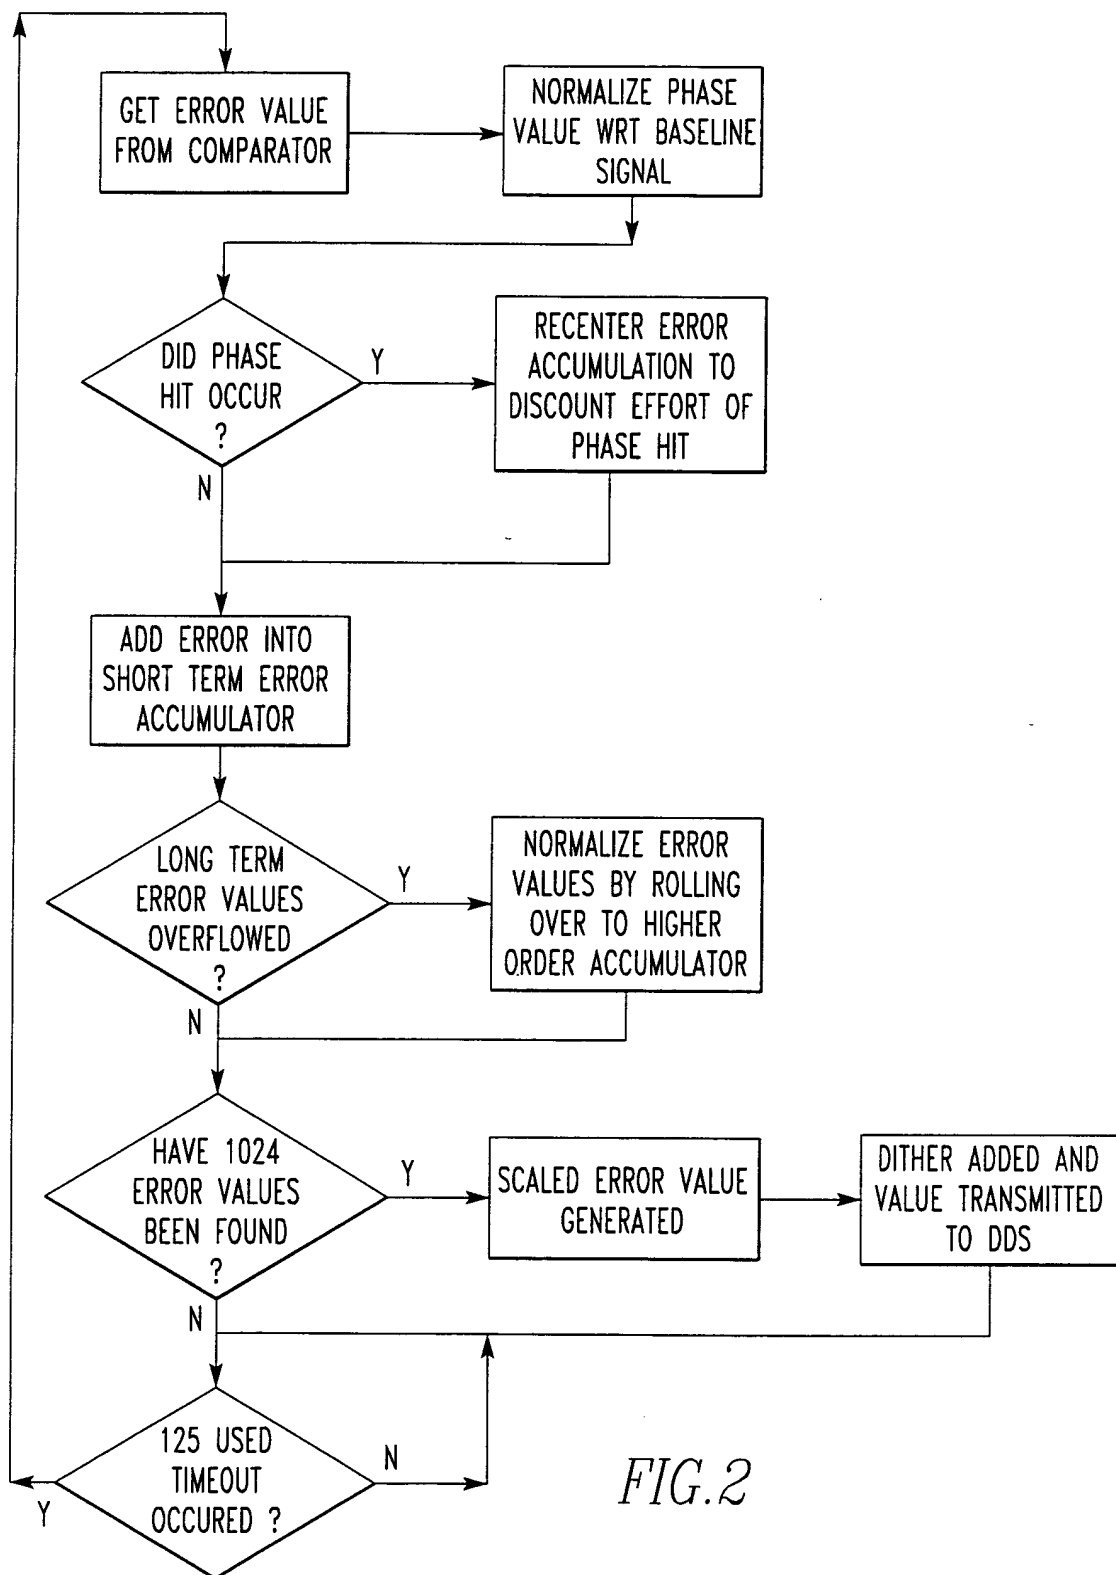 GET ERROR VALUE
FROM COMPARATOR
NORMALIZE PHASE
VALUE WRT BASELINE
SIGNAL
DID PHASE
HIT OCCUR
?
Y
N
RECENTER ERROR
ACCUMULATION TO
DISCOUNT EFFORT OF
PHASE HIT
ADD ERROR INTO
SHORT TERM ERROR
ACCUMULATOR
LONG TERM
ERROR VALUES
OVERFLOWED
?
Y
N
NORMALIZE ERROR
VALUES BY ROLLING
OVER TO HIGHER
ORDER ACCUMULATOR
HAVE 1024
ERROR VALUES
BEEN FOUND
?
Y
N
SCALED ERROR VALUE
GENERATED
DITHER ADDED AND
VALUE TRANSMITTED
TO DDS
125 USED
TIMEOUT
OCCURED ?
N
Y
FIG.2